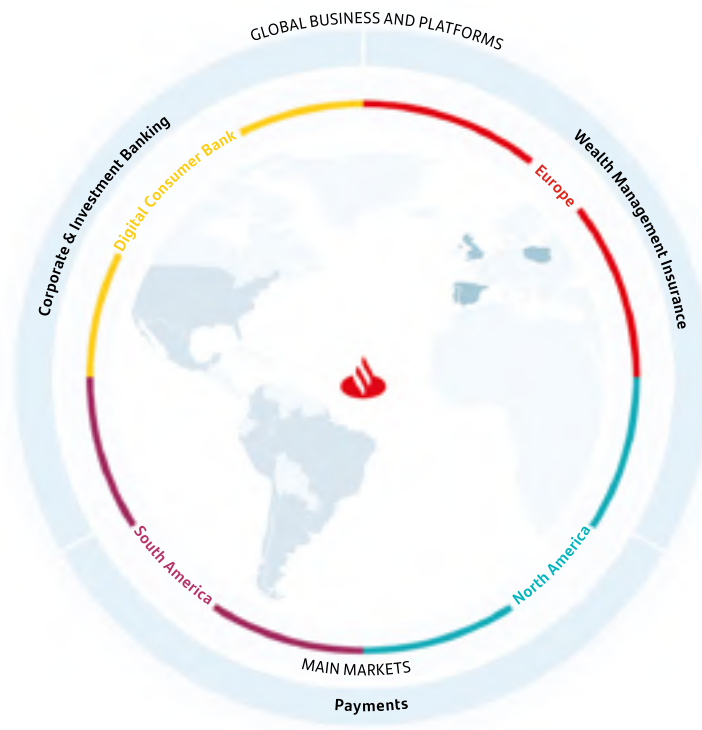 GLOBAL BUSINESS AND PLATFORMS
Corporate & Investment Banking
Wealth Management Insurance
Digital Consumer Bank
Europe
South America
North America
MAIN MARKETS
Payments